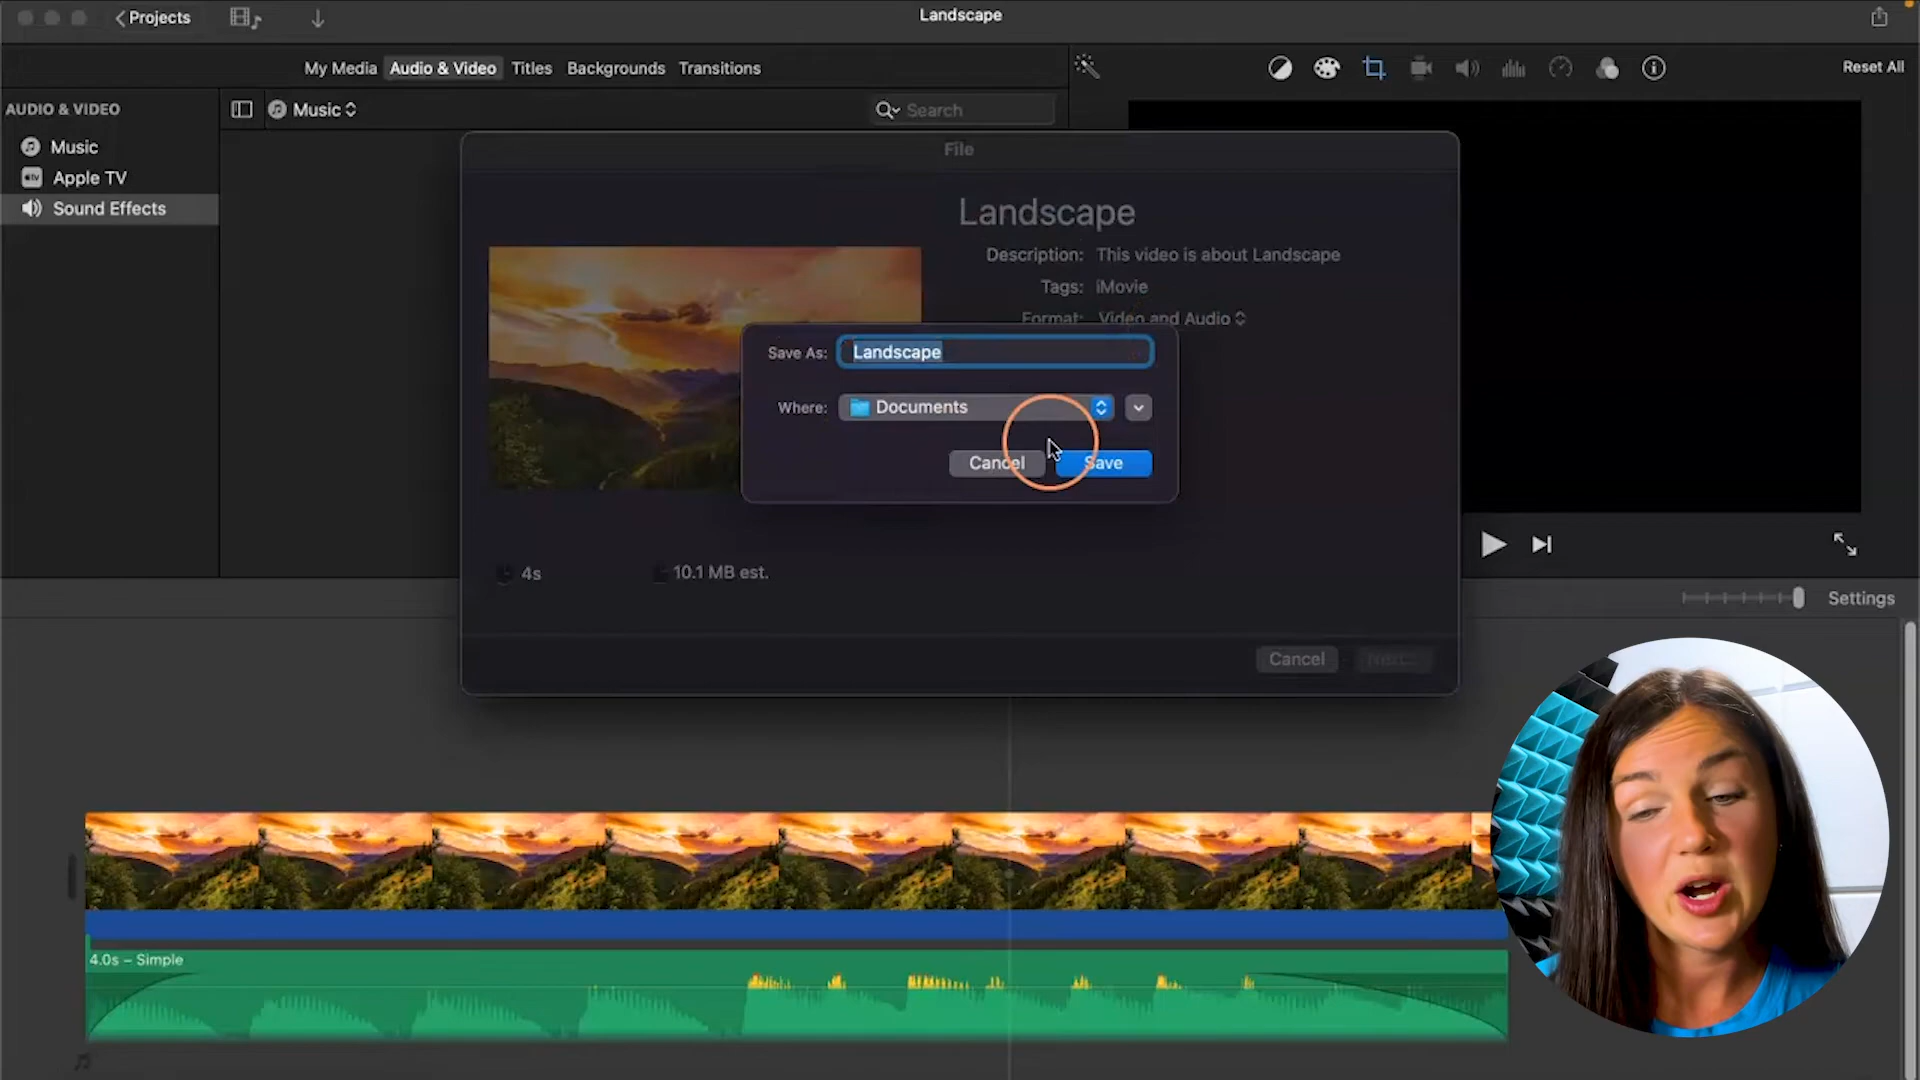 Projects
Landscape
My Media
Audio & Video
Titles
Backgrounds
Transitions
Reset All
AUDIO & VIDEO
Music
Search
Music
Apple TV
Sound Effects
File
Landscape
Description: This video is about Landscape
Tags: iMovie
Format: Video and Audio
Save As: Landscape
Where: Documents
Cancel
Save
4s
10.1 MB est.
Settings
Cancel
Next...
4.0s – Simple